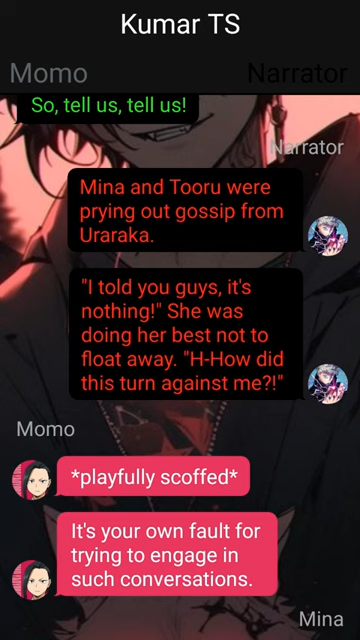 Kumar TS
Momo
Narrator
So, tell us, tell us!
Narrator
Mina and Tooru were
prying out gossip from
Uraraka.
"I told you guys, it's
nothing!" She was
doing her best not to
float away. "H-How did
this turn against me?!"
Momo
*playfully scoffed*
It's your own fault for
trying to engage in
such conversations.
Mina